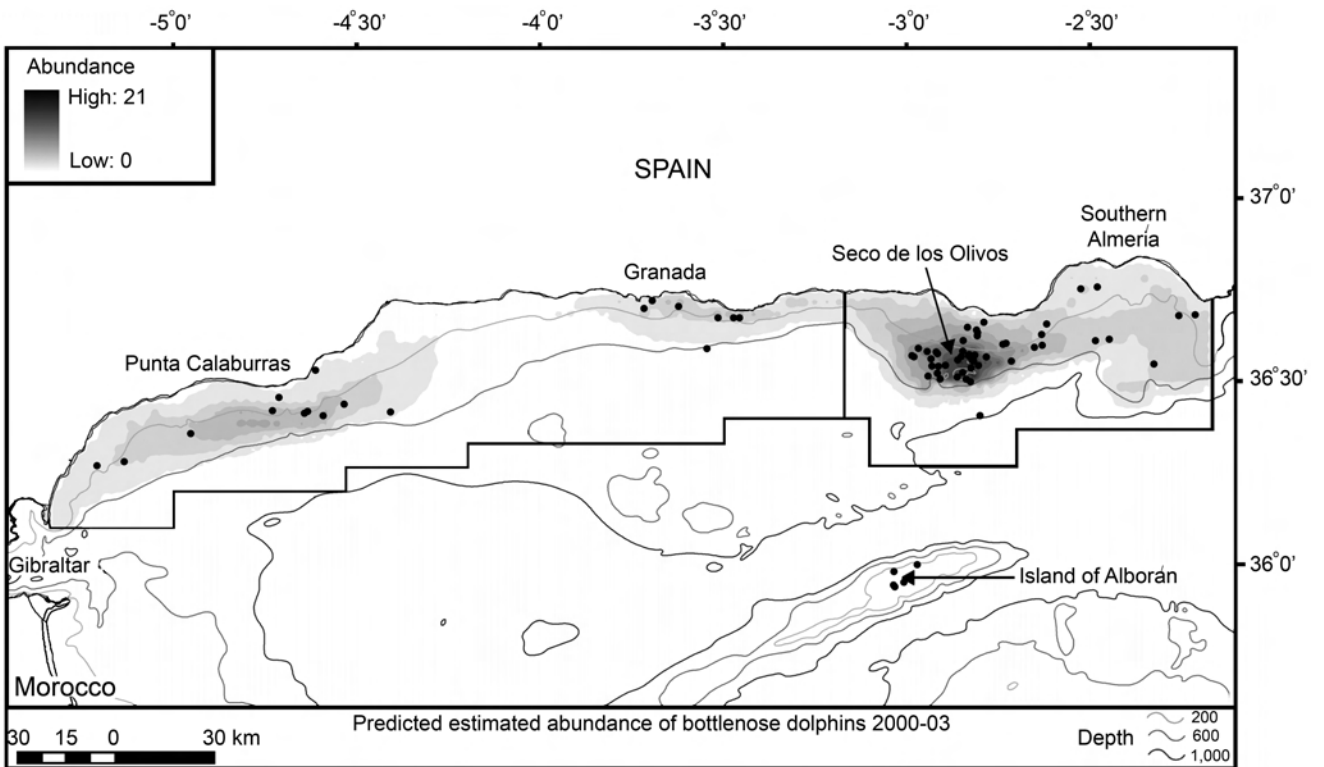 -5°0'
-4°30'
-4°0'
-3°30'
-3°0'
-2°30'
Abundance
High: 21
Low: 0
SPAIN
37°0'
Southern
Almería
Seco de los Olivos
Granada
Punta Calaburras
36°30'
Gibraltar
36°0'
Island of Alborán
Morocco
Predicted estimated abundance of bottlenose dolphins 2000-03
30 15 0 30 km
Depth
200
600
1,000